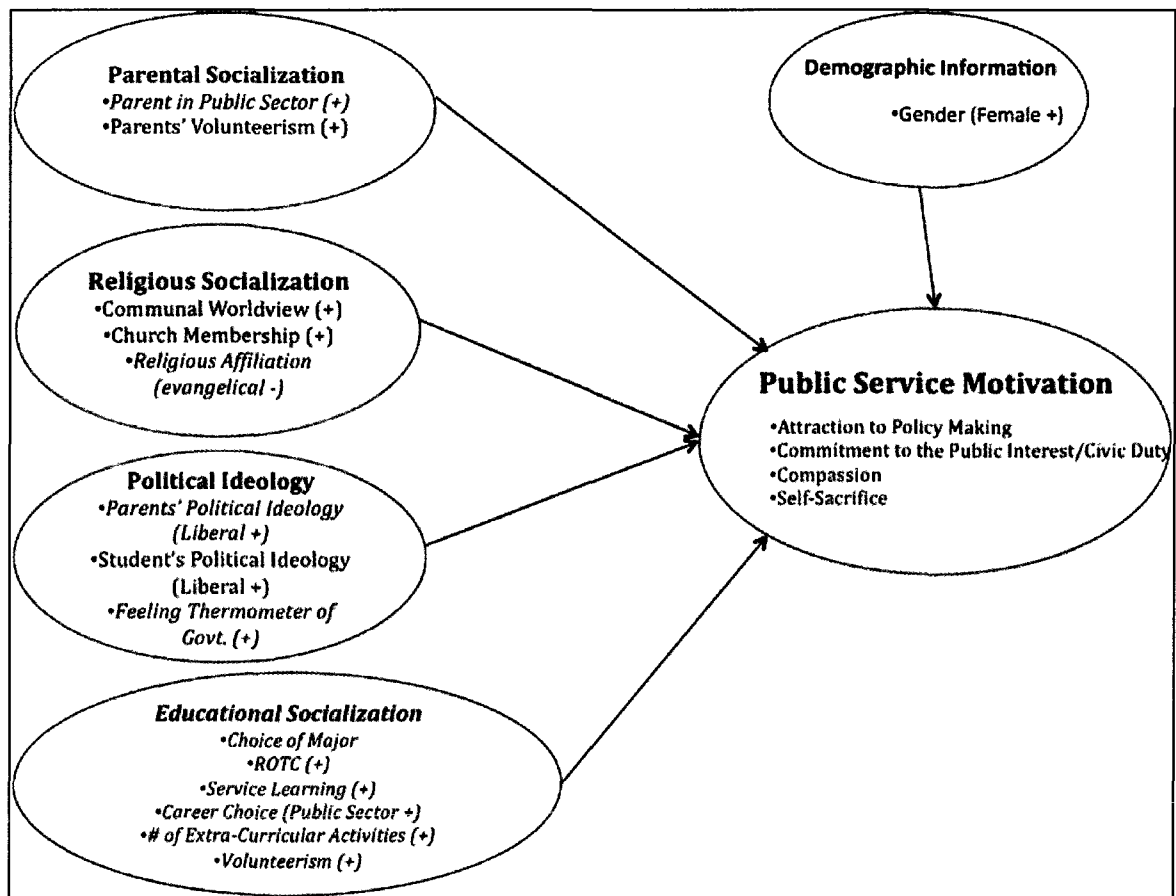 Parental Socialization
•Parent in Public Sector (+)
•Parents' Volunteerism (+)
Demographic Information
•Gender (Female +)
Religious Socialization
•Communal Worldview (+)
•Church Membership (+)
•Religious Affiliation
(evangelical -)
Public Service Motivation
•Attraction to Policy Making
•Commitment to the Public Interest/Civic Duty
•Compassion
•Self-Sacrifice
Political Ideology
•Parents' Political Ideology
(Liberal +)
•Student's Political Ideology
(Liberal +)
•Feeling Thermometer of
Govt. (+)
Educational Socialization
•Choice of Major
•ROTC (+)
•Service Learning (+)
•Career Choice (Public Sector +)
•# of Extra-Curricular Activities (+)
•Volunteerism (+)